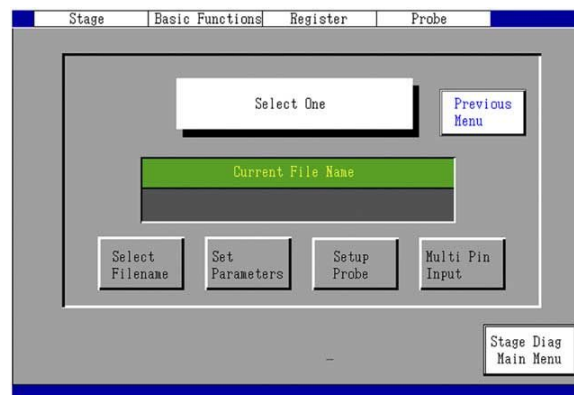 Stage Basic Functions Register Probe
Select One
Previous
Menu
Current File Name
Select
Filename
Set
Parameters
Setup
Probe
Multi Pin
Input
Stage Diag
Main Menu